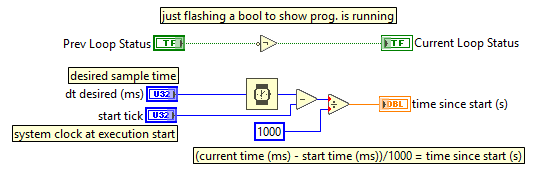 just flashing a bool to show prog. is running
Prev Loop Status TF TF Current Loop Status
desired sample time
dt desired (ms) U32
start tick U32
DBL time since start (s)
system clock at execution start
1000
(current time (ms) - start time (ms))/1000 = time since start (s)